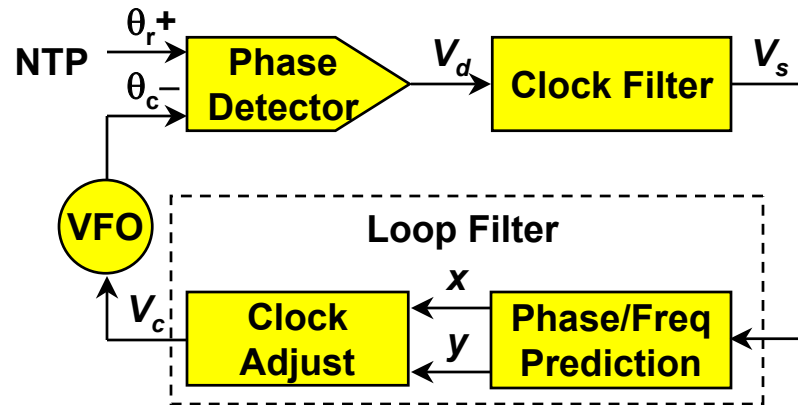 NTP
θr+
θc−
Phase
Detector
Vd
Clock Filter
Vs
VFO
Loop Filter
Vc
Clock
Adjust
x
y
Phase/Freq
Prediction